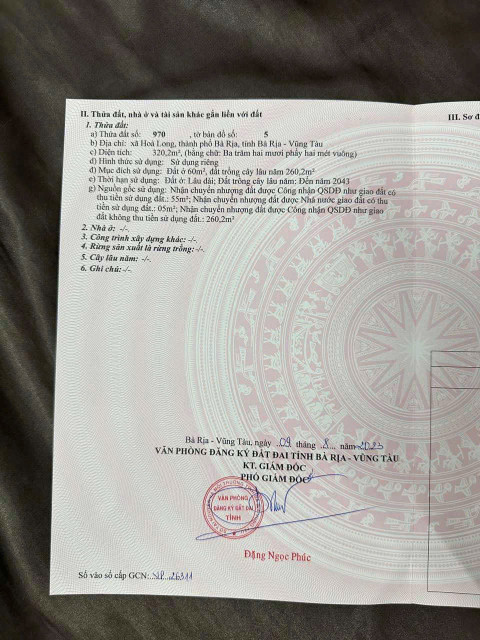 II. Thửa đất, nhà ở và tài sản khác gắn liền với đất
III. Sơ đ
1. Thửa đất:
a) Thửa đất số: 970 , tờ bản đồ số: 5
b) Địa chỉ: xã Hoà Long, thành phố Bà Rịa, tỉnh Bà Rịa - Vũng Tàu
c) Diện tích: 320,2m², (bằng chữ: Ba trăm hai mươi phẩy hai mét vuông)
d) Hình thức sử dụng: Sử dụng riêng
đ) Mục đích sử dụng: Đất ở 60m², đất trồng cây lâu năm 260,2m²
e) Thời hạn sử dụng: Đất ở: Lâu dài; Đất trồng cây lâu năm: Đến năm 2043
g) Nguồn gốc sử dụng: Nhận chuyển nhượng đất được Công nhận QSDĐ như giao đất có
thu tiền sử dụng đất.: 55m²; Nhận chuyển nhượng đất được Nhà nước giao đất có thu
tiền sử dụng đất.: 05m²; Nhận chuyển nhượng đất được Công nhận QSDĐ như giao
đất không thu tiền sử dụng đất.: 260,2m²
2. Nhà ở: -/-.
3. Công trình xây dựng khác: -/-.
4. Rừng sản xuất là rừng trồng: -/-.
5. Cây lâu năm: -/-.
6. Ghi chú: -/-.
Bà Rịa - Vũng Tàu, ngày 09 tháng 8 năm 2023
VĂN PHÒNG ĐĂNG KÝ ĐẤT ĐAI TỈNH BÀ RỊA - VŨNG TÀU
KT. GIÁM ĐỐC
PHÓ GIÁM ĐỐC
VĂN PHÒNG
ĐĂNG KÝ ĐẤT ĐAI
TỈNH
Đặng Ngọc Phúc
Số vào sổ cấp GCN: